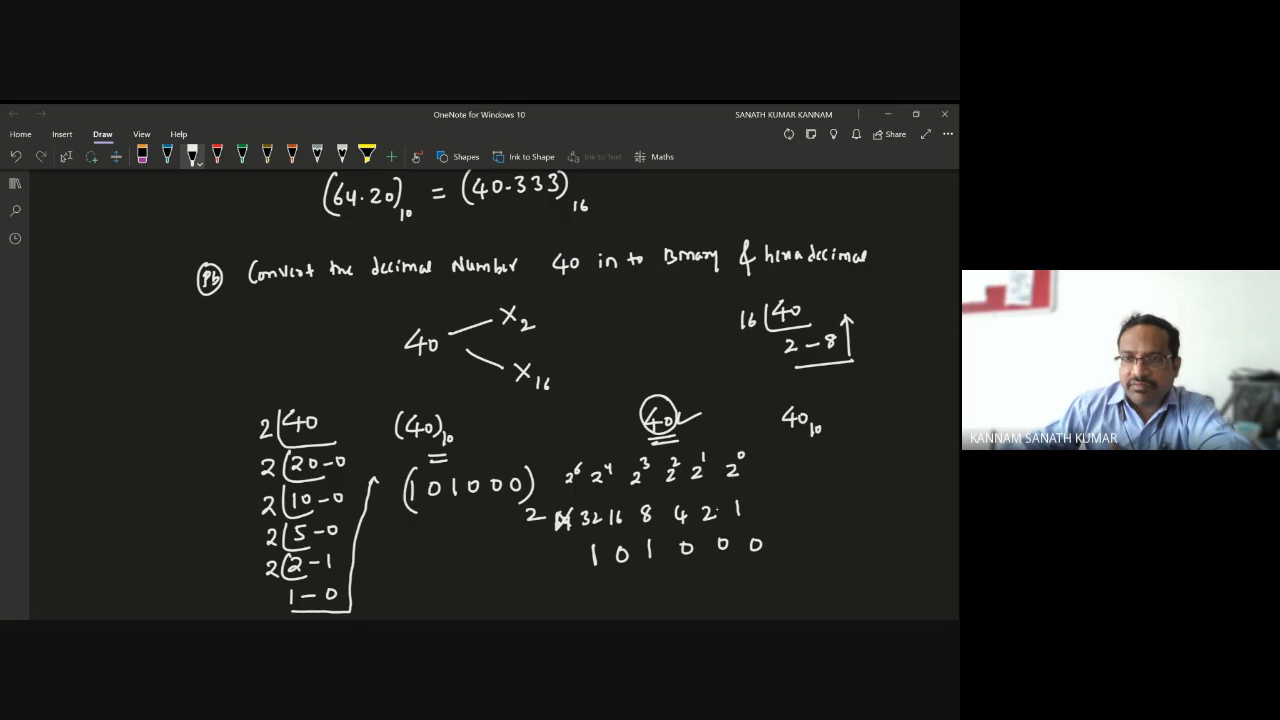 OneNote for Windows 10
SANATH KUMAR KANNAM
Home Insert Draw View Help
Share
Shapes Ink to Shape Ink to Text Maths
(64.20)10 = (40.333)16
Pb Convert the decimal Number 40 in to Binary & hexadecimal
40
X2
X16
16 40
2 - 8
2 40
2 20-0
2 10-0
2 5-0
2 2-1
1-0
(40)10
(101000)2
40
4010
2^6 2^4 2^3 2^2 2^1 2^0
32 16 8 4 2 1
1 0 1 0 0 0
KANNAM SANATH KUMAR